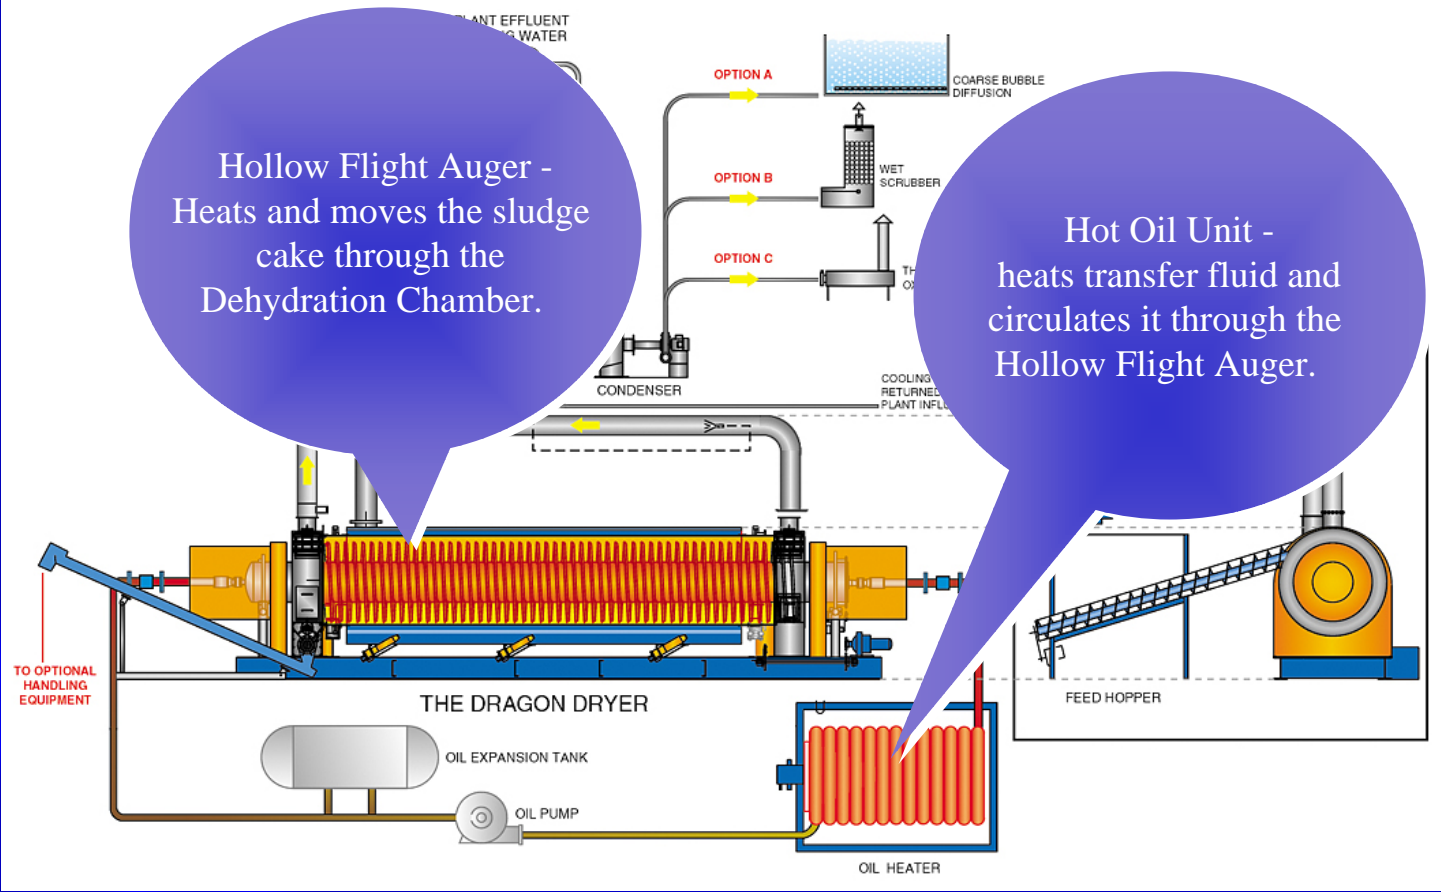 PLANT EFFLUENT
WATER
OPTION A
COARSE BUBBLE
DIFFUSION
Hollow Flight Auger -
Heats and moves the sludge
cake through the
Dehydration Chamber.
OPTION B
WET
SCRUBBER
OPTION C
Hot Oil Unit -
heats transfer fluid and
circulates it through the
Hollow Flight Auger.
CONDENSER
COOLING
RETURNED
PLANT
TO OPTIONAL
HANDLING
EQUIPMENT
THE DRAGON DRYER
FEED HOPPER
OIL EXPANSION TANK
OIL PUMP
OIL HEATER